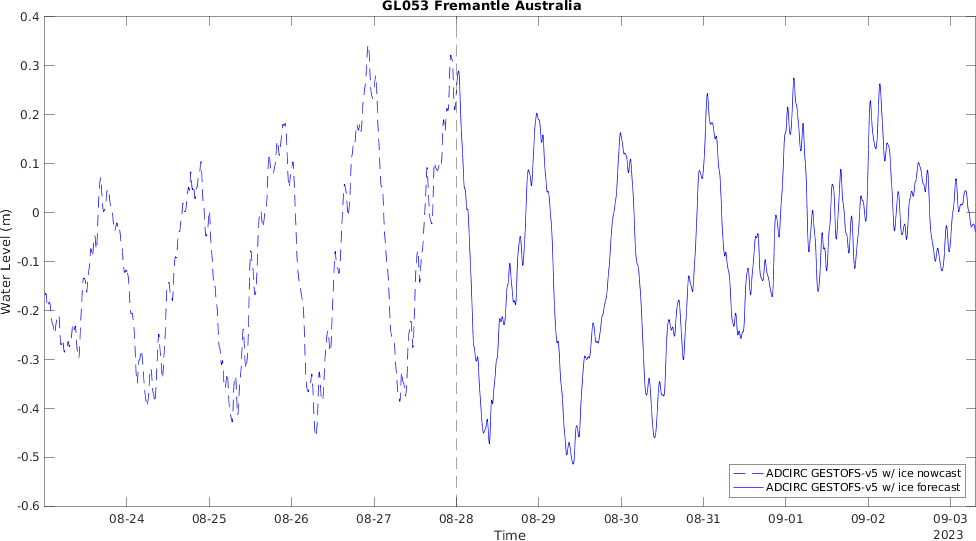 GL053 Fremantle Australia
0.4
0.3
0.2
0.1
0
-0.1
-0.2
-0.3
-0.4
-0.5
-0.6
Water Level (m)
ADCIRC GESTOFS-v5 w/ ice nowcast
ADCIRC GESTOFS-v5 w/ ice forecast
08-24 08-25 08-26 08-27 08-28 08-29 08-30 08-31 09-01 09-02 09-03
Time 2023